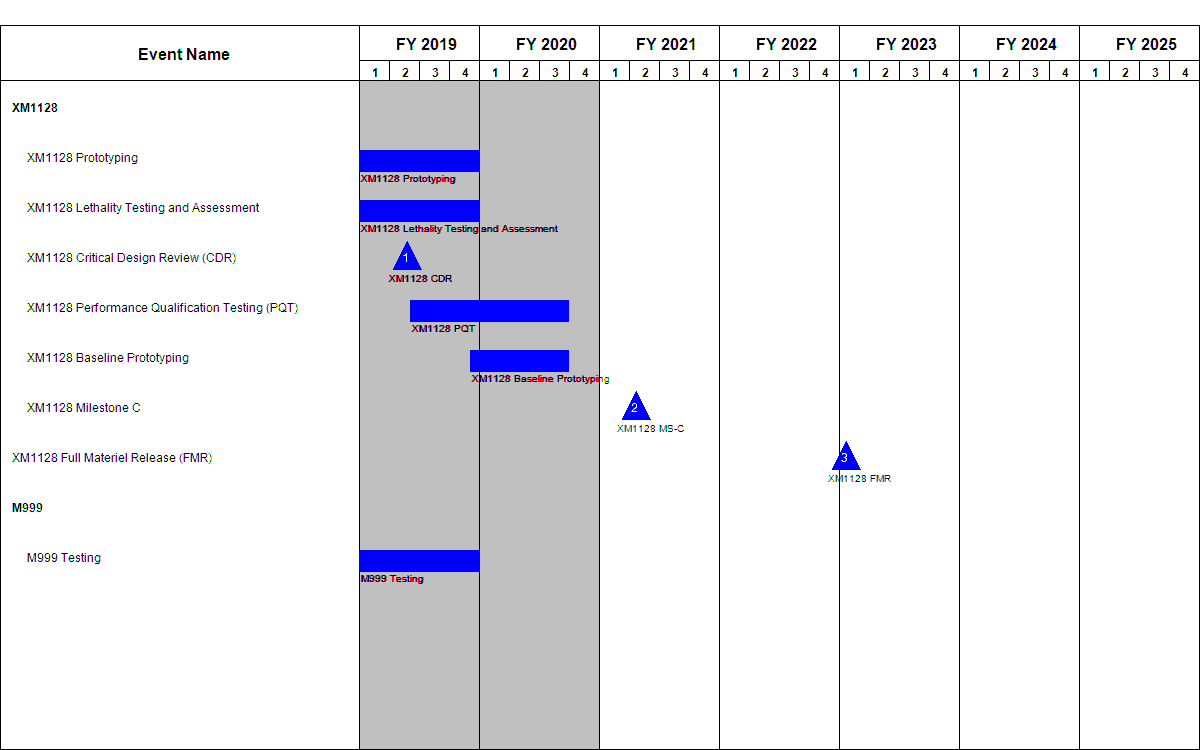 Event Name
FY 2019 FY 2020 FY 2021 FY 2022 FY 2023 FY 2024 FY 2025
1 2 3 4 1 2 3 4 1 2 3 4 1 2 3 4 1 2 3 4 1 2 3 4 1 2 3 4
XM1128
XM1128 Prototyping
XM1128 Prototyping
XM1128 Lethality Testing and Assessment
XM1128 Lethality Testing and Assessment
XM1128 Critical Design Review (CDR)
1
XM1128 CDR
XM1128 Performance Qualification Testing (PQT)
XM1128 PQT
XM1128 Baseline Prototyping
XM1128 Baseline Prototyping
XM1128 Milestone C
2
XM1128 MS-C
XM1128 Full Materiel Release (FMR)
3
XM1128 FMR
M999
M999 Testing
M999 Testing